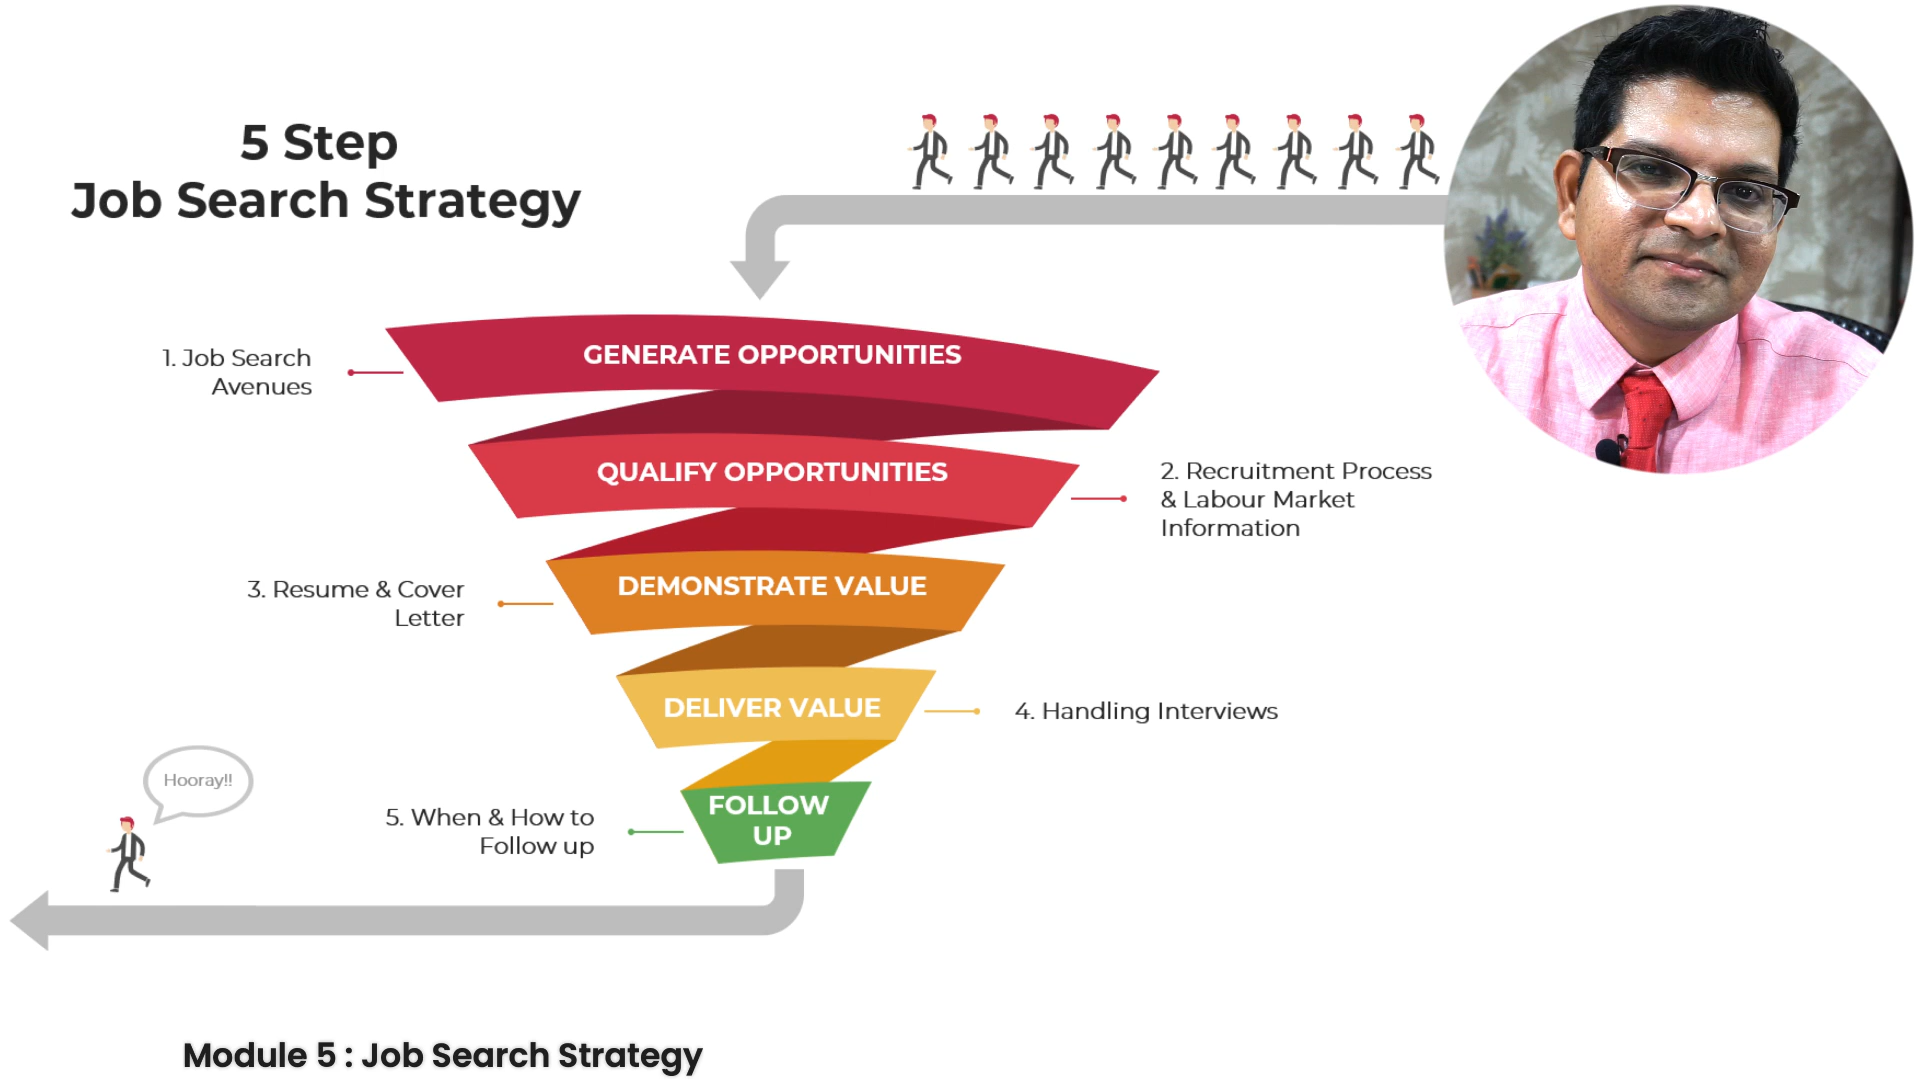 5 Step
Job Search Strategy
GENERATE OPPORTUNITIES
1. Job Search
Avenues
QUALIFY OPPORTUNITIES
2. Recruitment Process
& Labour Market
Information
DEMONSTRATE VALUE
3. Resume & Cover
Letter
DELIVER VALUE
4. Handling Interviews
Hooray!!
FOLLOW
UP
5. When & How to
Follow up
Module 5 : Job Search Strategy